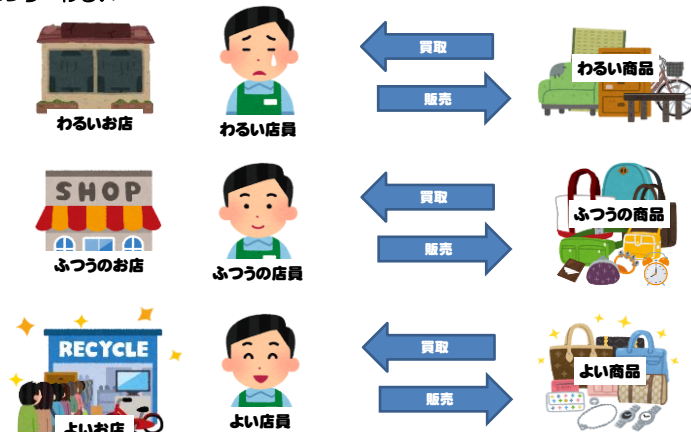 買取
わるい商品
販売
わるいお店
わるい店員
SHOP
買取
ふつうの商品
販売
ふつうのお店
ふつうの店員
RECYCLE
買取
よい商品
販売
よいお店
よい店員